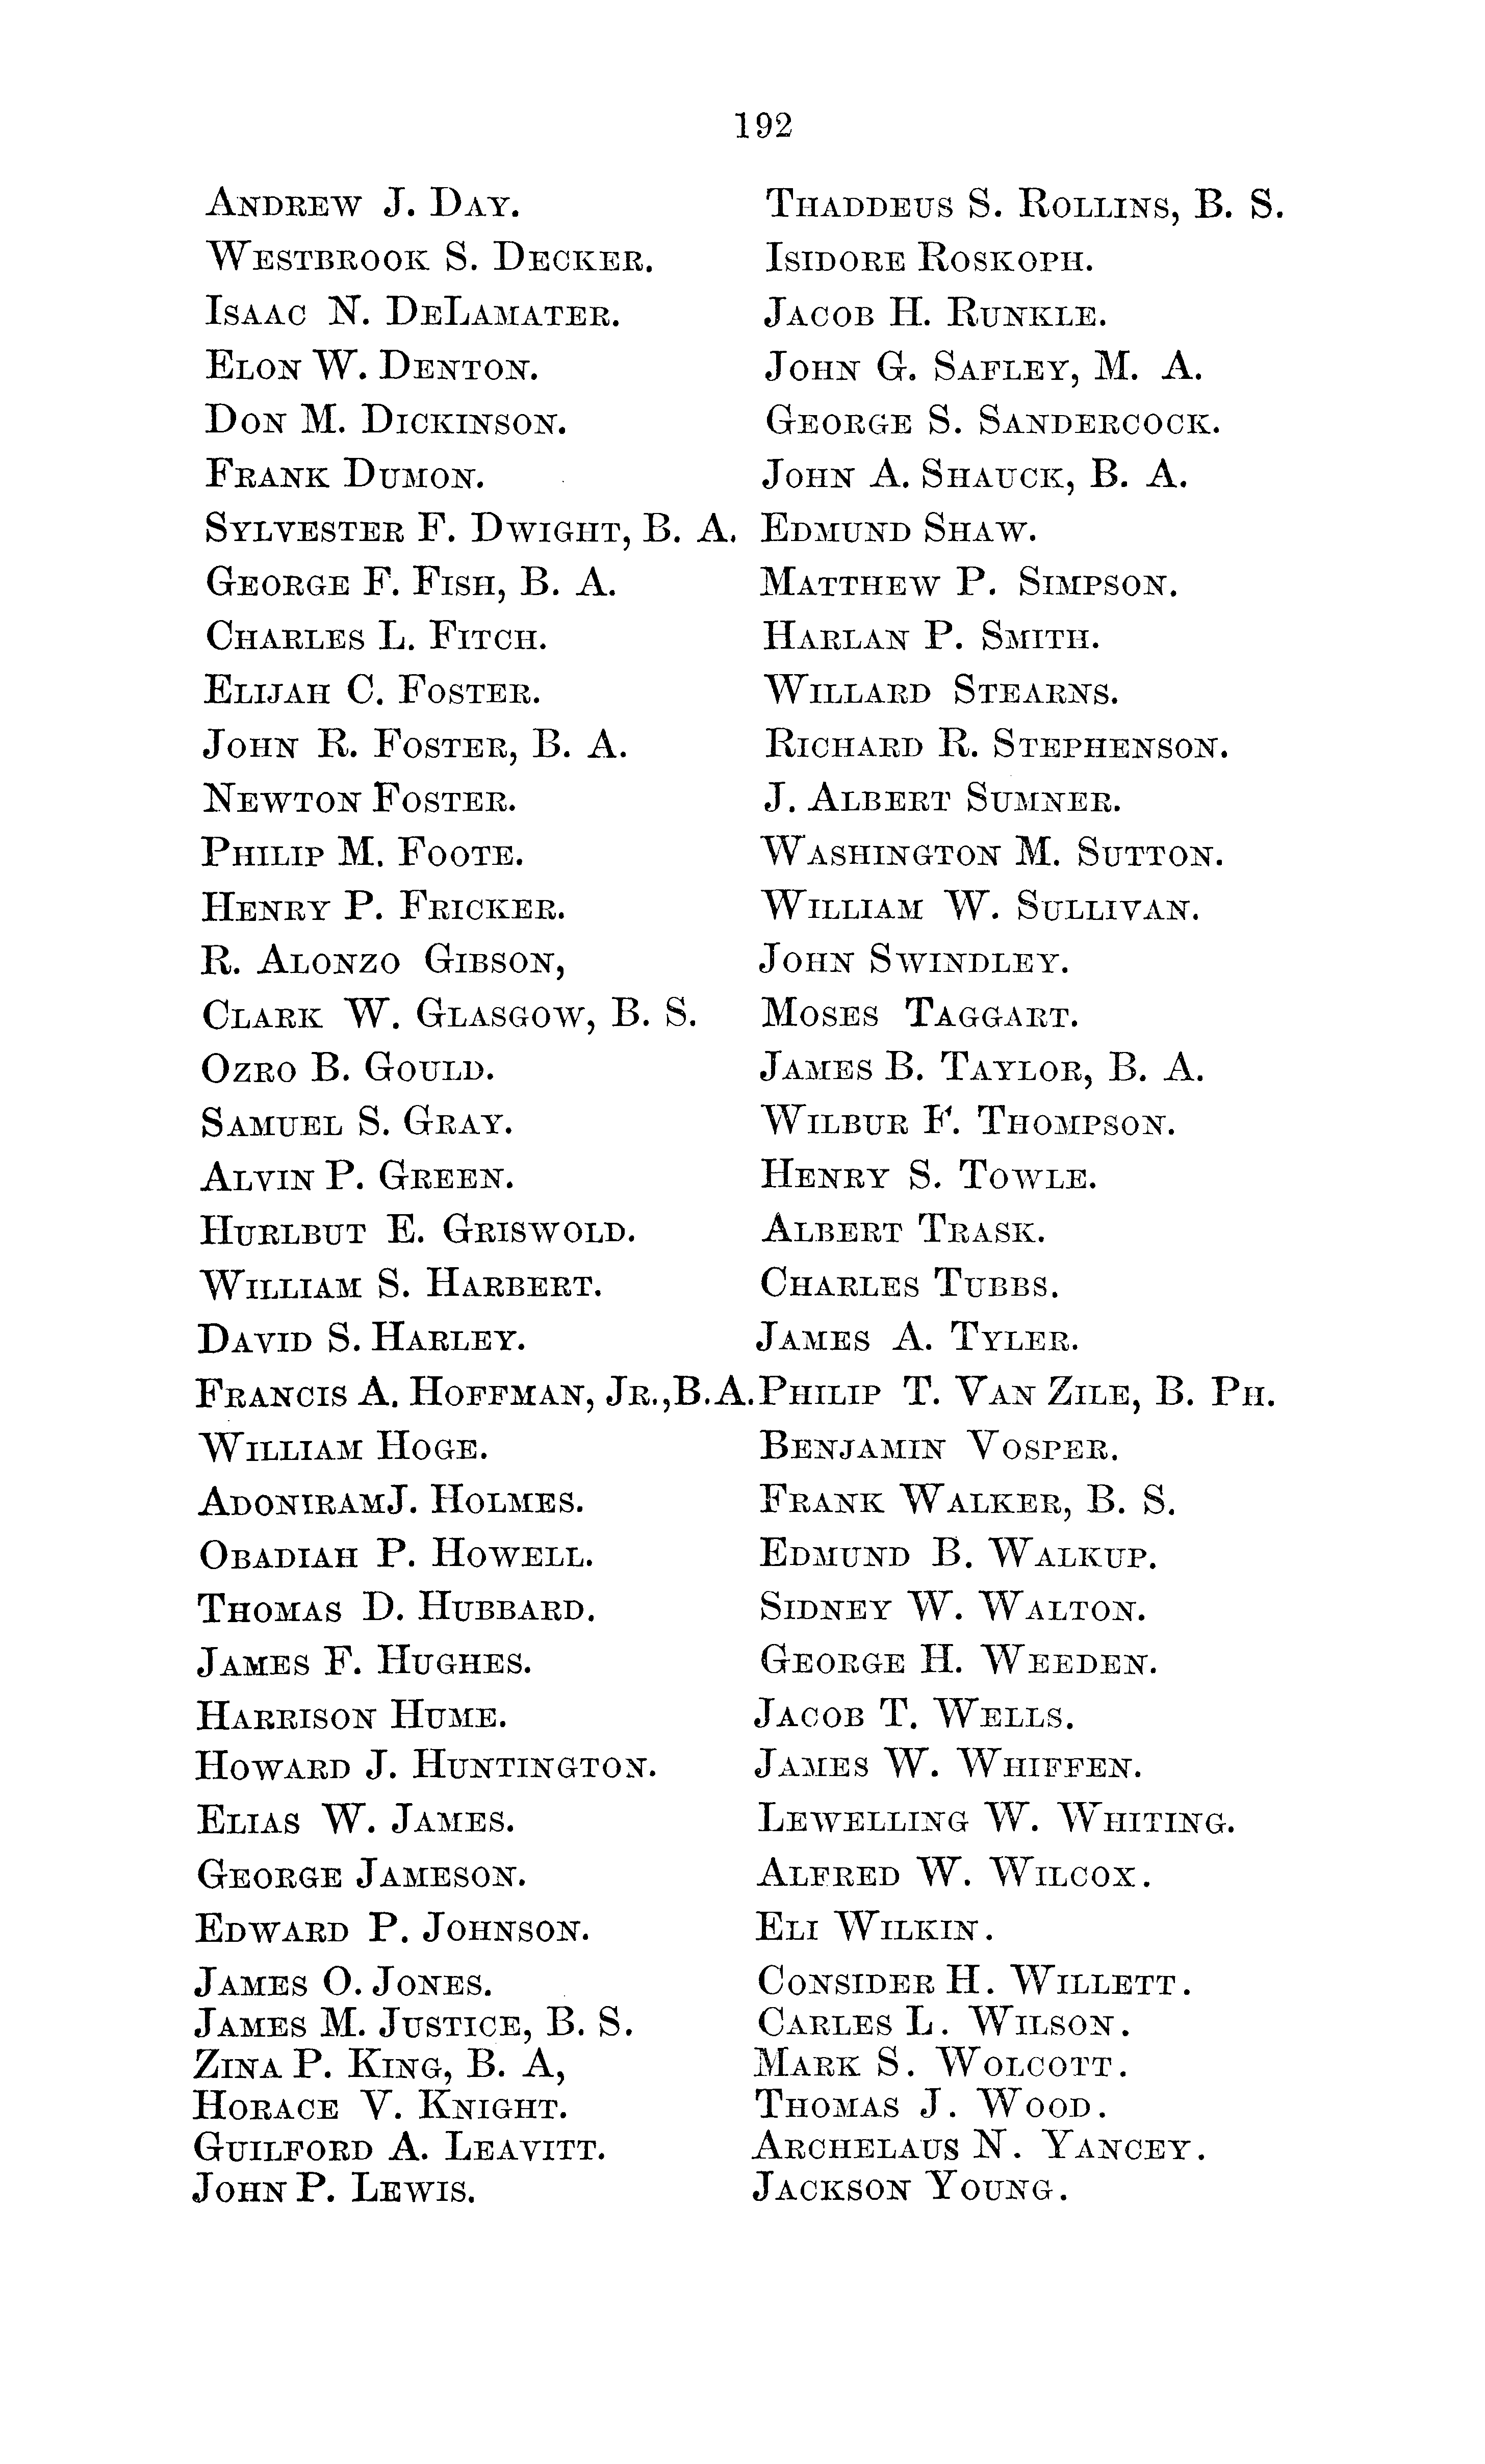 192
ANDREW J. DAY.
WESTBROOK S. DECKER.
ISAAC N. DELAMATER.
ELON W. DENTON.
DON M. DICKINSON.
FRANK DUMON.
SYLVESTER F. DWIGHT, B. A.
GEORGE F. FISH, B. A.
CHARLES L. FITCH.
ELIJAH C. FOSTER.
JOHN R. FOSTER, B. A.
NEWTON FOSTER.
PHILIP M. FOOTE.
HENRY P. FRICKER.
R. ALONZO GIBSON,
CLARK W. GLASGOW, B. S.
OZRO B. GOULD.
SAMUEL S. GRAY.
ALVIN P. GREEN.
HURLBUT E. GRISWOLD.
WILLIAM S. HARBERT.
DAVID S. HARLEY.
FRANCIS A. HOFFMAN, JR.,B.A.
WILLIAM HOGE.
ADONIRAMJ. HOLMES.
OBADIAH P. HOWELL.
THOMAS D. HUBBARD.
JAMES F. HUGHES.
HARRISON HUME.
HOWARD J. HUNTINGTON.
ELIAS W. JAMES.
GEORGE JAMESON.
EDWARD P. JOHNSON.
JAMES O. JONES.
JAMES M. JUSTICE, B. S.
ZINA P. KING, B. A,
HORACE V. KNIGHT.
GUILFORD A. LEAVITT.
JOHN P. LEWIS.
THADDEUS S. ROLLINS, B. S.
ISIDORE ROSKOPH.
JACOB H. RUNKLE.
JOHN G. SAFLEY, M. A.
GEORGE S. SANDERCOCK.
JOHN A. SHAUCK, B. A.
EDMUND SHAW.
MATTHEW P. SIMPSON.
HARLAN P. SMITH.
WILLARD STEARNS.
RICHARD R. STEPHENSON.
J. ALBERT SUMNER.
WASHINGTON M. SUTTON.
WILLIAM W. SULLIVAN.
JOHN SWINDLEY.
MOSES TAGGART.
JAMES B. TAYLOR, B. A.
WILBUR F. THOMPSON.
HENRY S. TOWLE.
ALBERT TRASK.
CHARLES TUBBS.
JAMES A. TYLER.
PHILIP T. VAN ZILE, B. PH.
BENJAMIN VOSPER.
FRANK WALKER, B. S.
EDMUND B. WALKUP.
SIDNEY W. WALTON.
GEORGE H. WEEDEN.
JACOB T. WELLS.
JAMES W. WHIFFEN.
LEWELLING W. WHITING.
ALFRED W. WILCOX.
ELI WILKIN.
CONSIDER H. WILLETT.
CARLES L. WILSON.
MARK S. WOLCOTT.
THOMAS J. WOOD.
ARCHELAUS N. YANCEY.
JACKSON YOUNG.